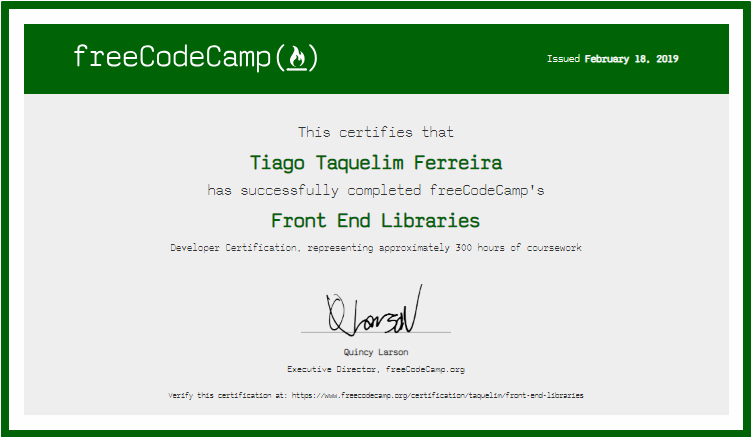 freeCodeCamp(🔥)
Issued February 18, 2019
This certifies that
Tiago Taquelim Ferreira
has successfully completed freeCodeCamp's
Front End Libraries
Developer Certification, representing approximately 300 hours of coursework
Q Larson
Quincy Larson
Executive Director, freeCodeCamp.org
Verify this certification at: https://www.freecodecamp.org/certification/taquelim/front-end-libraries